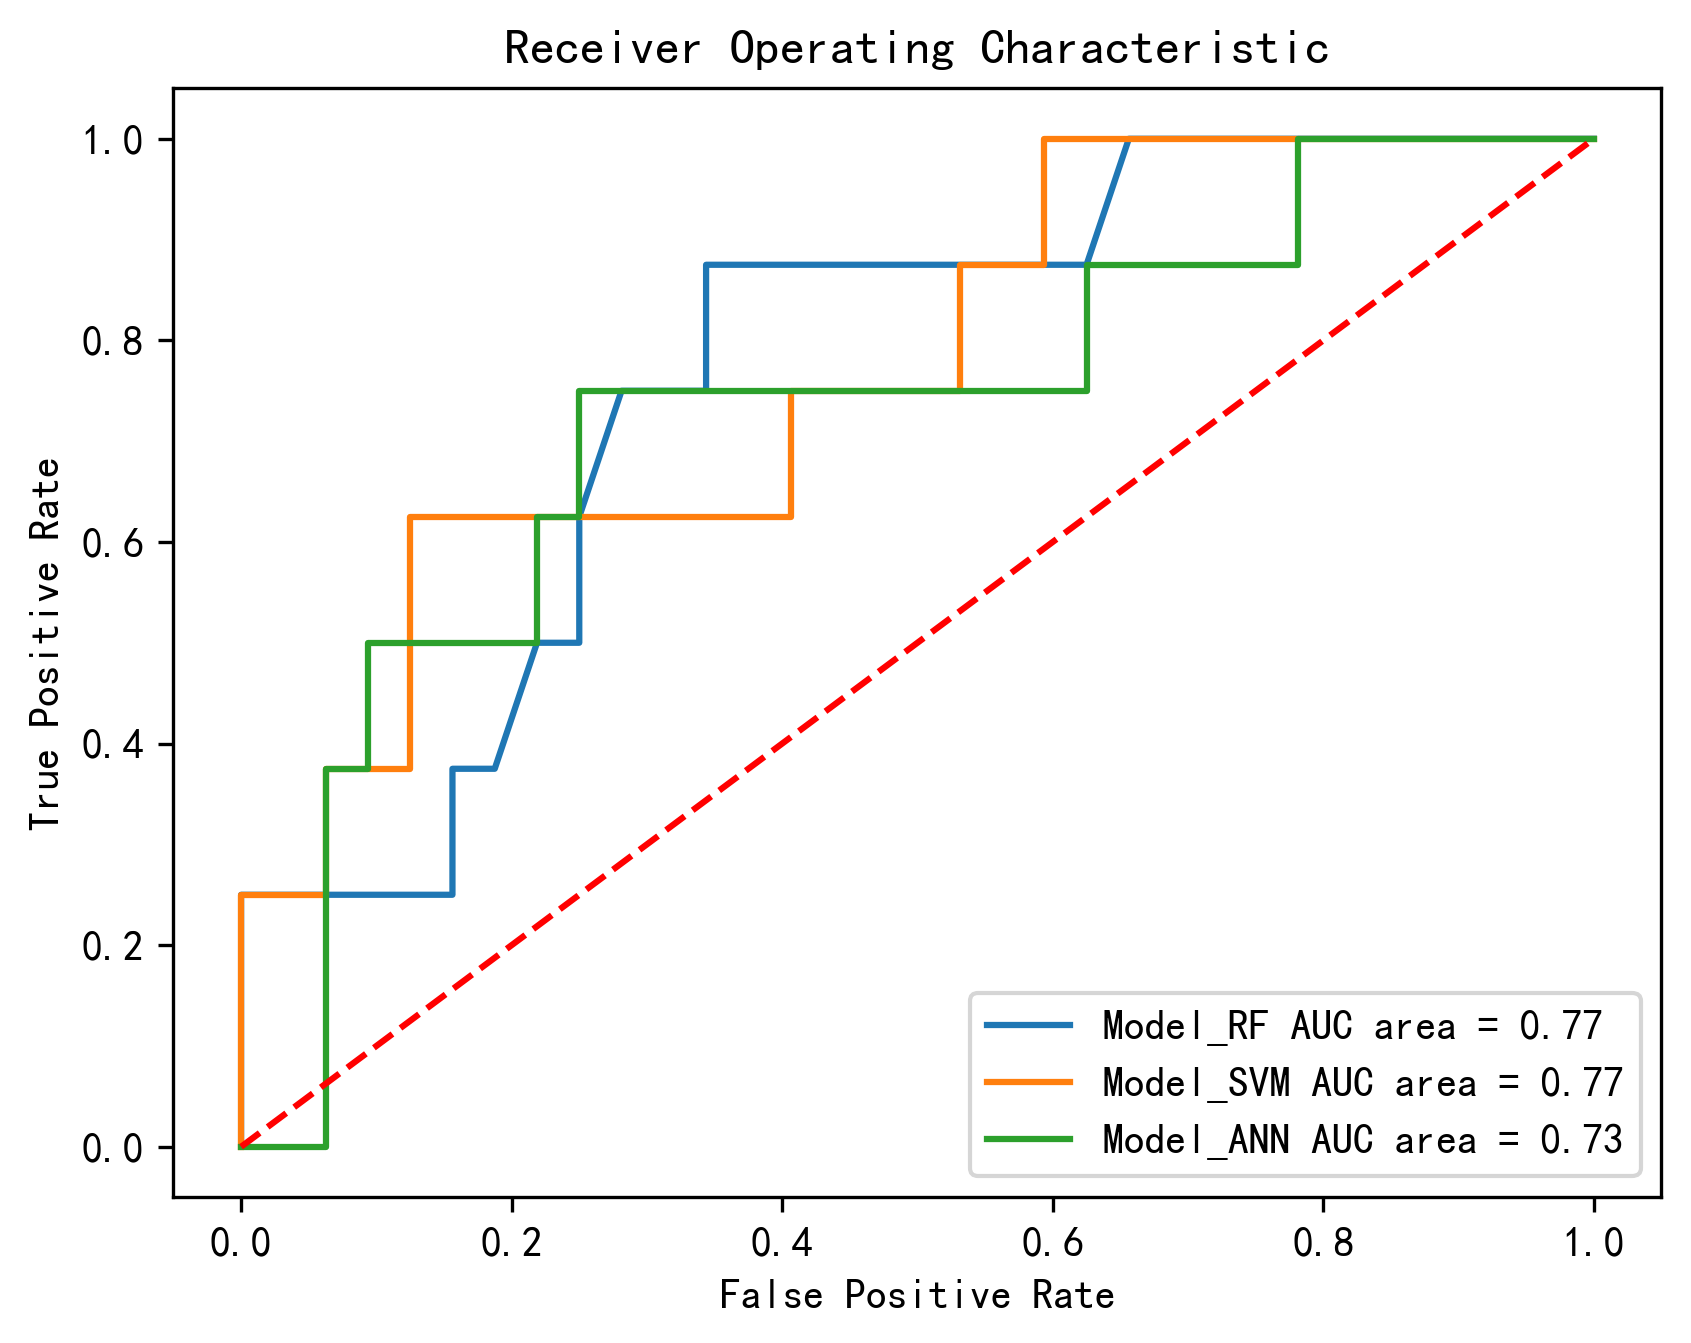 Receiver Operating Characteristic
True Positive Rate
1.0
0.8
0.6
0.4
0.2
0.0
Model_RF AUC area = 0.77
Model_SVM AUC area = 0.77
Model_ANN AUC area = 0.73
0.0 0.2 0.4 0.6 0.8 1.0
False Positive Rate